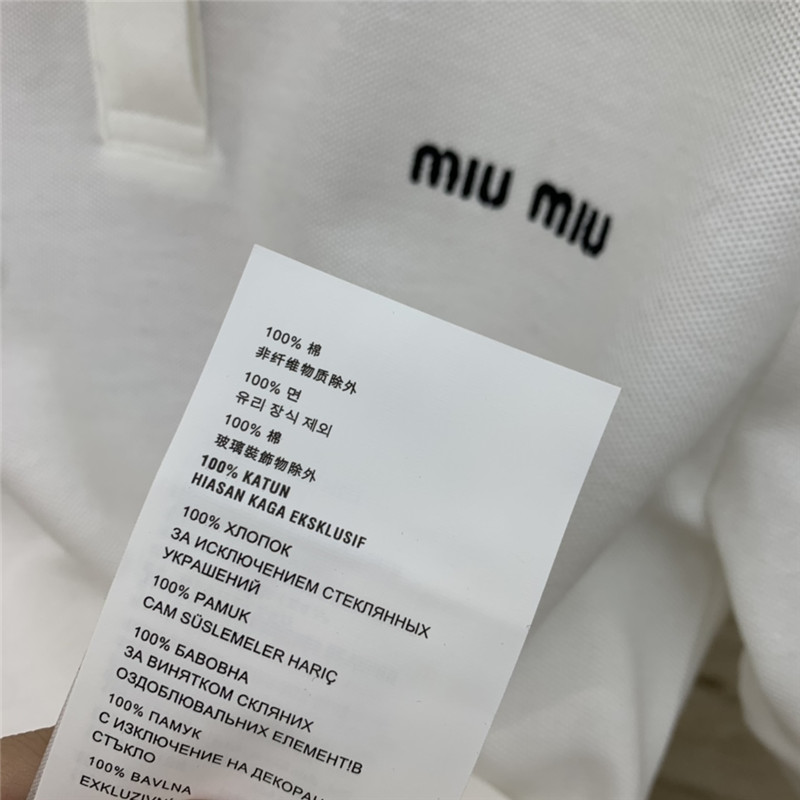 miu miu
100% 棉
非纤维物质除外
100% 면
유리 장식 제외
100% 棉
玻璃裝飾物除外
100% KATUN
HIASAN KAGA EKSKLUSIF
100% ХЛОПОК
ЗА ИСКЛЮЧЕНИЕМ СТЕКЛЯННЫХ
УКРАШЕНИЙ
100% PAMUK
CAM SÜSLEMELER HARIÇ
100% БАВОВНА
ЗА ВИНЯТКОМ СКЛЯНИХ
ОЗДОБЛЮВАЛЬНИХ ЕЛЕМЕНТ!В
100% ПАМУК
С ИЗКЛЮЧЕНИЕ НА
СТЪКЛО
100% BAVLNA